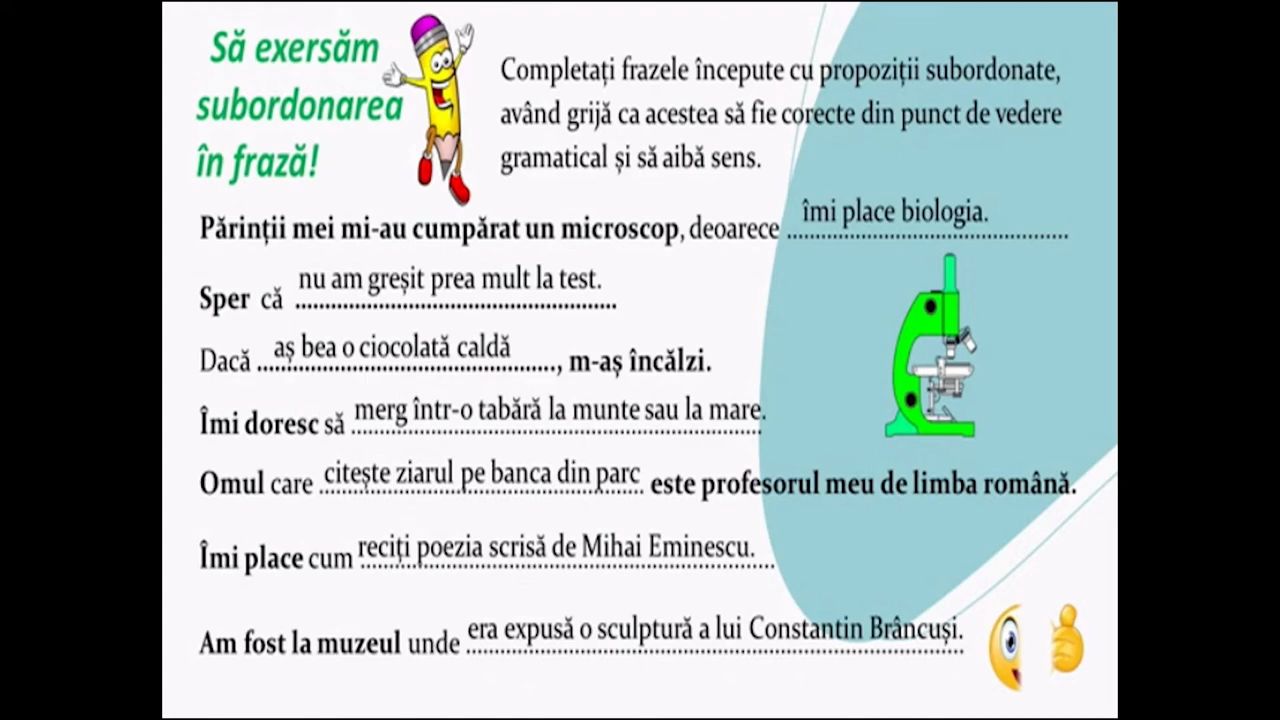 Să exersăm
subordonarea
în frază!
Completați frazele începute cu propoziții subordonate,
având grijă ca acestea să fie corecte din punct de vedere
gramatical și să aibă sens.
Părinții mei mi-au cumpărat un microscop, deoarece îmi place biologia.
Sper că nu am greșit prea mult la test.
Dacă aș bea o ciocolată caldă, m-aș încălzi.
Îmi doresc să merg într-o tabără la munte sau la mare.
Omul care citește ziarul pe banca din parc este profesorul meu de limba română.
Îmi place cum reciți poezia scrisă de Mihai Eminescu.
Am fost la muzeul unde era expusă o sculptură a lui Constantin Brâncuși.